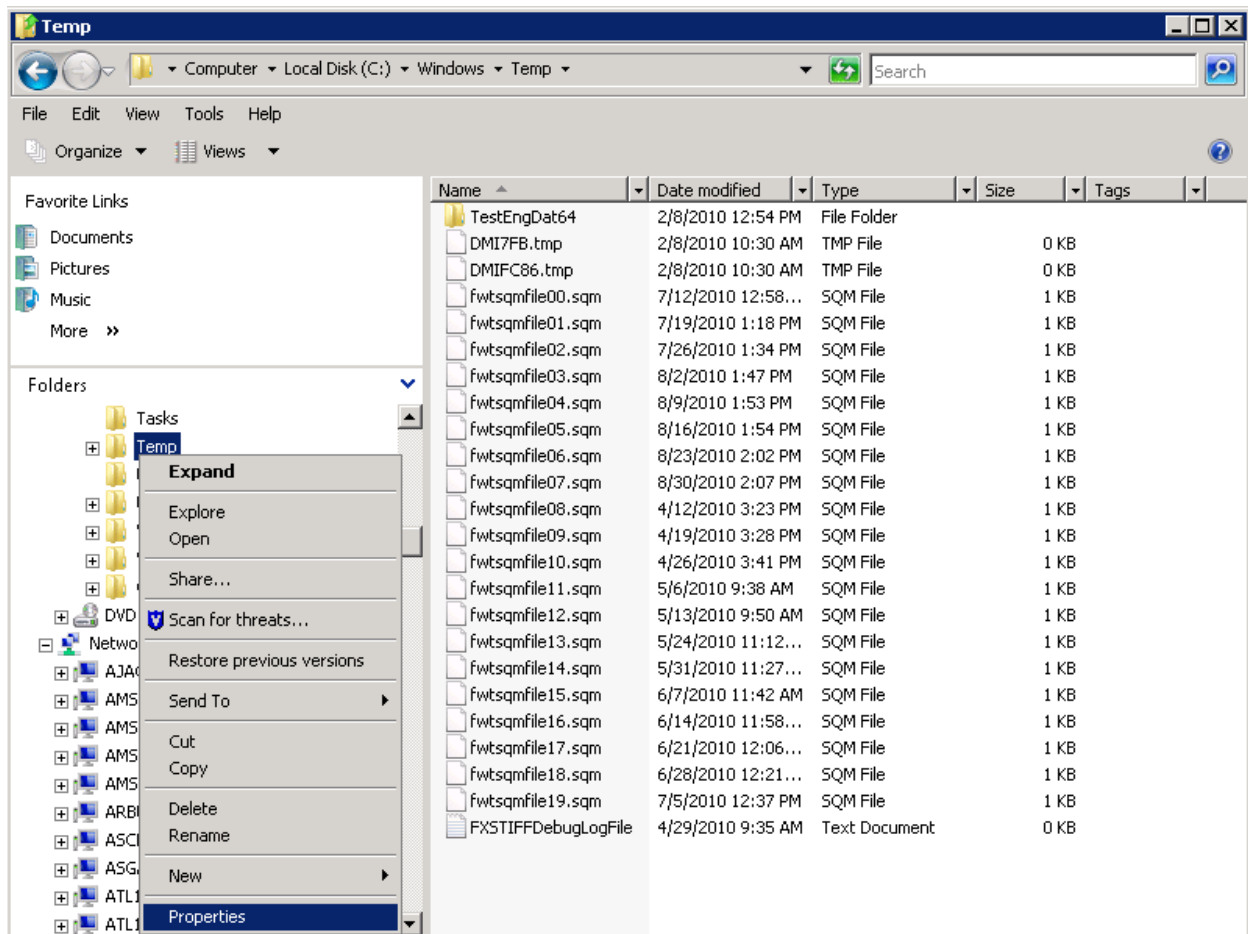 Temp
Computer Local Disk (C:) Windows Temp
Search
File Edit View Tools Help
Organize Views
Favorite Links
Documents
Pictures
Music
More »
Folders
Tasks
Temp
DVD
Netwo
AMS
AMS
AMS
AMS
ATL1
Expand
Explore
Open
Share...
Scan for threats...
Restore previous versions
Send To
Cut
Copy
Delete
Rename
New
Properties
Name Date modified Type Size Tags
TestEngDat64 2/8/2010 12:54 PM File Folder
DMI7FB.tmp 2/8/2010 10:30 AM TMP File 0 KB
DMIFC86.tmp 2/8/2010 10:30 AM TMP File 0 KB
fwtsqmfile00.sqm 7/12/2010 12:58... SQM File 1 KB
fwtsqmfile01.sqm 7/19/2010 1:18 PM SQM File 1 KB
fwtsqmfile02.sqm 7/26/2010 1:34 PM SQM File 1 KB
fwtsqmfile03.sqm 8/2/2010 1:47 PM SQM File 1 KB
fwtsqmfile04.sqm 8/9/2010 1:53 PM SQM File 1 KB
fwtsqmfile05.sqm 8/16/2010 1:54 PM SQM File 1 KB
fwtsqmfile06.sqm 8/23/2010 2:02 PM SQM File 1 KB
fwtsqmfile07.sqm 8/30/2010 2:07 PM SQM File 1 KB
fwtsqmfile08.sqm 4/12/2010 3:23 PM SQM File 1 KB
fwtsqmfile09.sqm 4/19/2010 3:28 PM SQM File 1 KB
fwtsqmfile10.sqm 4/26/2010 3:41 PM SQM File 1 KB
fwtsqmfile11.sqm 5/6/2010 9:38 AM SQM File 1 KB
fwtsqmfile12.sqm 5/13/2010 9:50 AM SQM File 1 KB
fwtsqmfile13.sqm 5/24/2010 11:12... SQM File 1 KB
fwtsqmfile14.sqm 5/31/2010 11:27... SQM File 1 KB
fwtsqmfile15.sqm 6/7/2010 11:42 AM SQM File 1 KB
fwtsqmfile16.sqm 6/14/2010 11:58... SQM File 1 KB
fwtsqmfile17.sqm 6/21/2010 12:06... SQM File 1 KB
fwtsqmfile18.sqm 6/28/2010 12:21... SQM File 1 KB
fwtsqmfile19.sqm 7/5/2010 12:37 PM SQM File 1 KB
FXSTIFFDebugLogFile 4/29/2010 9:35 AM Text Document 0 KB